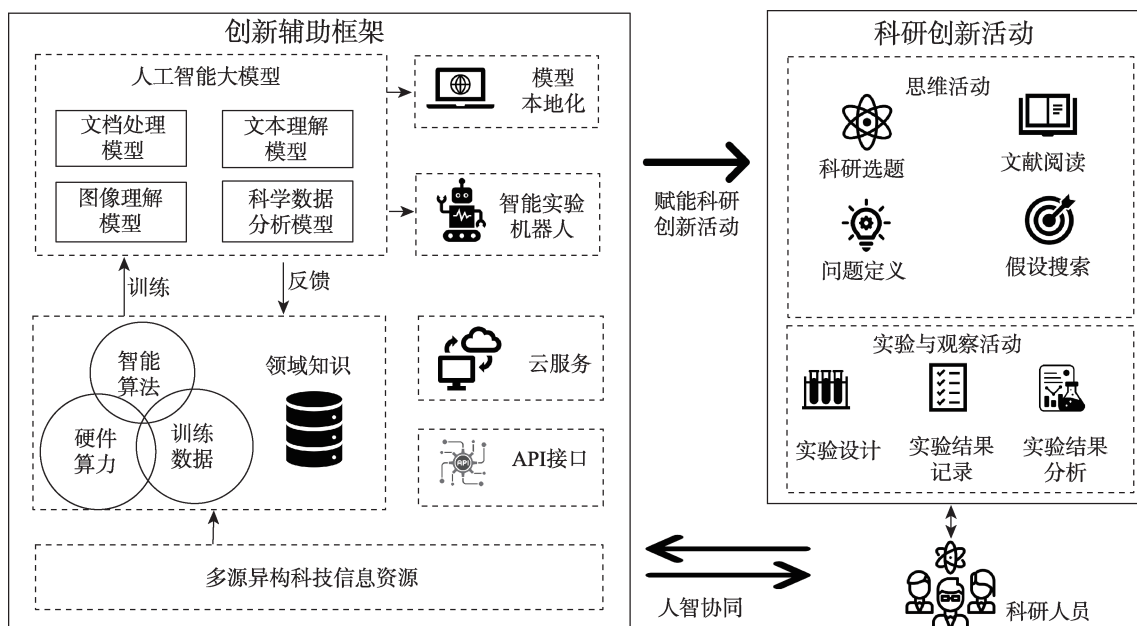 创新辅助框架
人工智能大模型
文档处理
模型
文本理解
模型
图像理解
模型
科学数据
分析模型
模型
本地化
智能实验
机器人
训练
反馈
智能
算法
硬件
算力
训练
数据
领域知识
云服务
API
API接口
多源异构科技信息资源
赋能科研
创新活动
人智协同
科研创新活动
思维活动
科研选题
文献阅读
问题定义
假设搜索
实验与观察活动
实验设计
实验结果
记录
实验结果
分析
科研人员